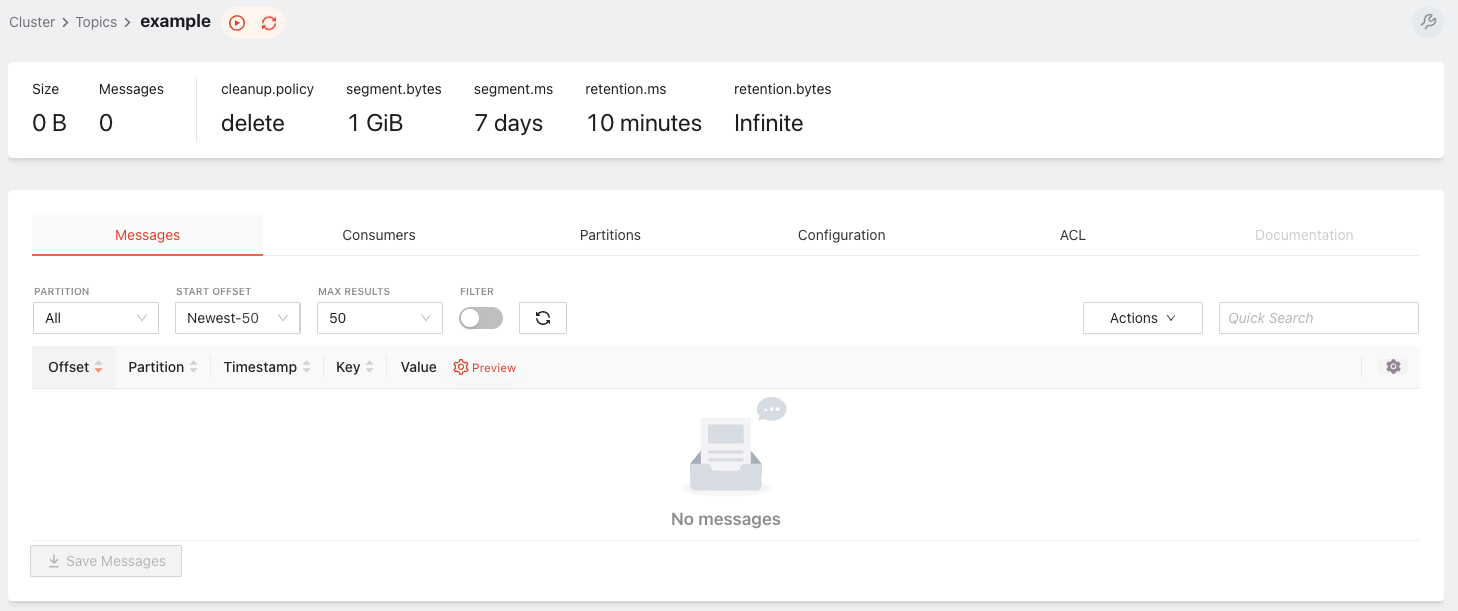 Cluster > Topics > example
Size Messages cleanup.policy segment.bytes segment.ms retention.ms retention.bytes
0 B 0 delete 1 GiB 7 days 10 minutes Infinite
Messages Consumers Partitions Configuration ACL Documentation
PARTITION START OFFSET MAX RESULTS FILTER
All Newest-50 50 Actions Quick Search
Offset Partition Timestamp Key Value Preview
No messages
Save Messages